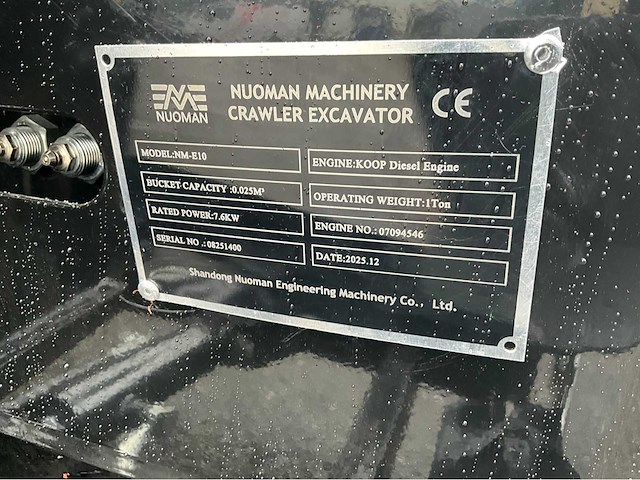 NUOMAN
NUOMAN MACHINERY
CRAWLER EXCAVATOR
CE
MODEL:NM-E10
ENGINE:KOOP Diesel Engine
BUCKET CAPACITY :0.025M³
OPERATING WEIGHT:1Ton
RATED POWER:7.6KW
ENGINE NO.: 07094546
SERIAL NO .:08251400
DATE:2025.12
Shandong Nuoman Engineering Machinery Co., Ltd.